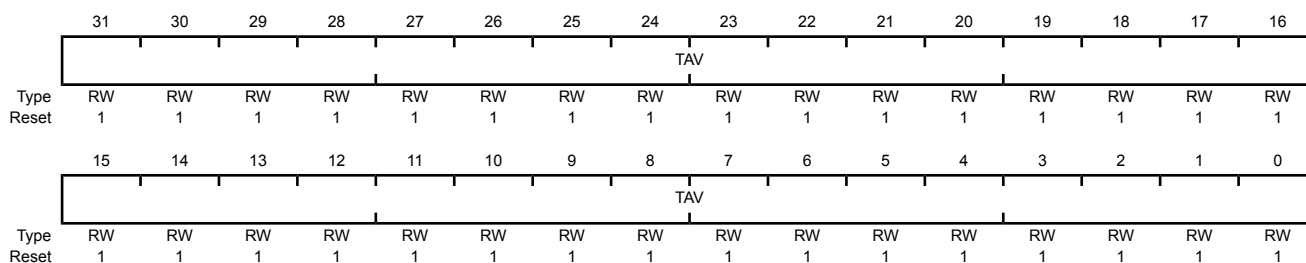 31 30 29 28 27 26 25 24 23 22 21 20 19 18 17 16
TAV
Type RW RW RW RW RW RW RW RW RW RW RW RW RW RW RW RW
Reset 1 1 1 1 1 1 1 1 1 1 1 1 1 1 1 1
15 14 13 12 11 10 9 8 7 6 5 4 3 2 1 0
TAV
Type RW RW RW RW RW RW RW RW RW RW RW RW RW RW RW RW
Reset 1 1 1 1 1 1 1 1 1 1 1 1 1 1 1 1